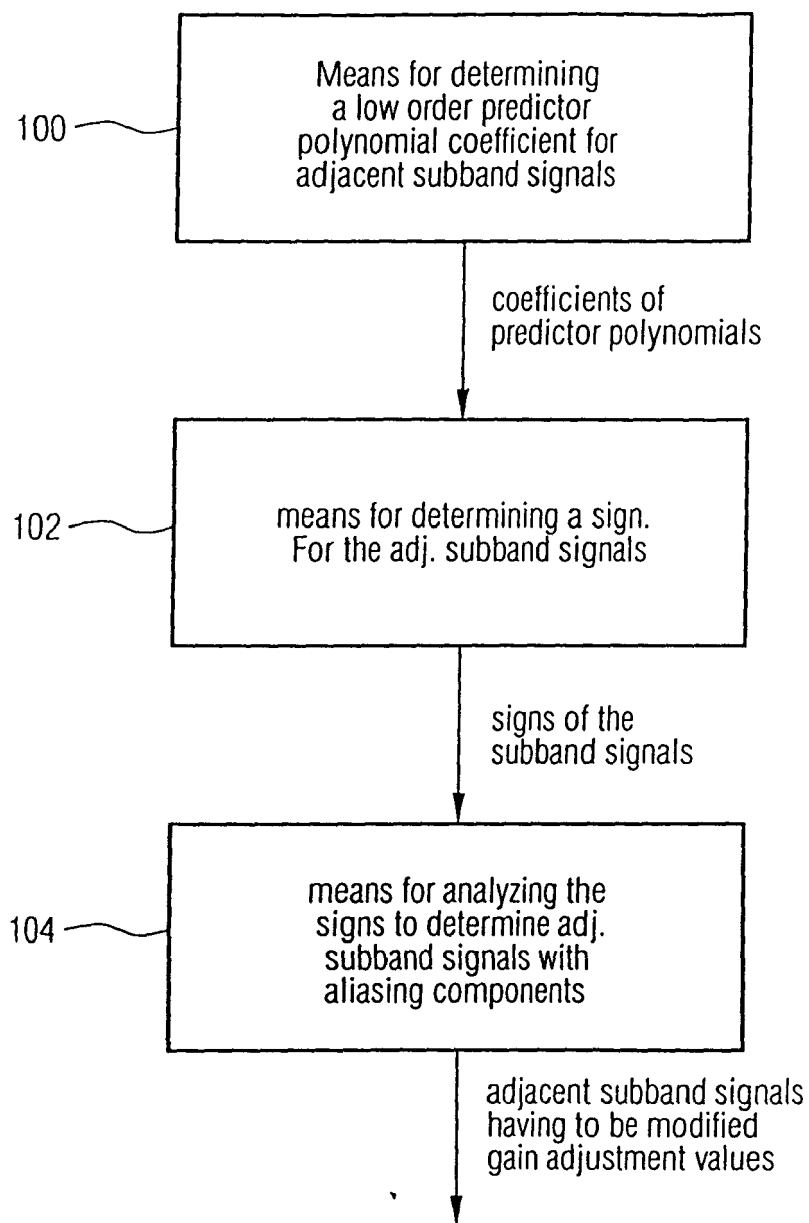 Means for determining
a low order predictor
polynomial coefficient for
adjacent subband signals
100
coefficients of
predictor polynomials
means for determining a sign.
For the adj. subband signals
102
signs of the
subband signals
means for analyzing the
signs to determine adj.
subband signals with
aliasing components
104
adjacent subband signals
having to be modified
gain adjustment values